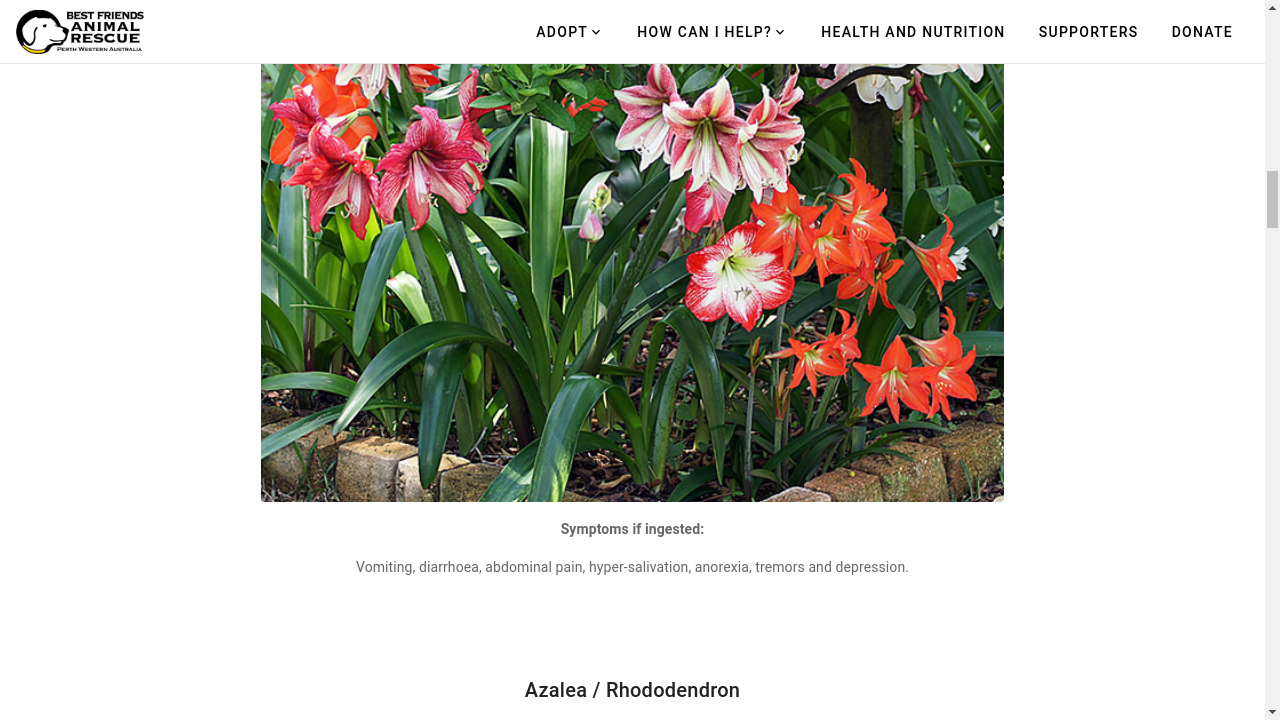 BEST FRIENDS
ANIMAL
RESCUE
PERTH WESTERN AUSTRALIA
ADOPT
HOW CAN I HELP?
HEALTH AND NUTRITION
SUPPORTERS
DONATE
Symptoms if ingested:
Vomiting, diarrhoea, abdominal pain, hyper-salivation, anorexia, tremors and depression.
Azalea / Rhododendron